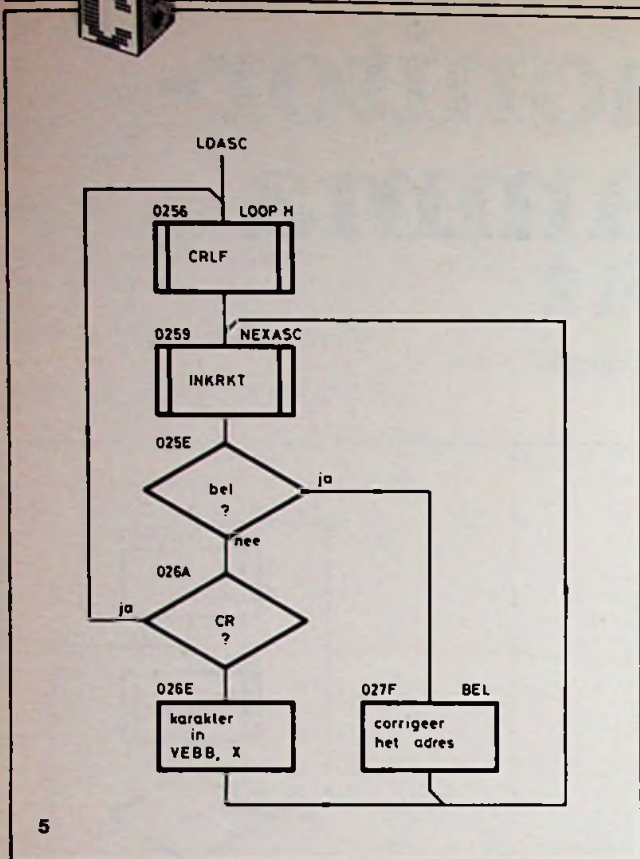 LDASC
0256 LOOP H
CRLF
0259 NEXASC
INKRKT
025E
bel
?
ja
nee
026A
ja
CR
?
026E
karakter
in
VEBB, X
027F BEL
corrigeer
het adres
5